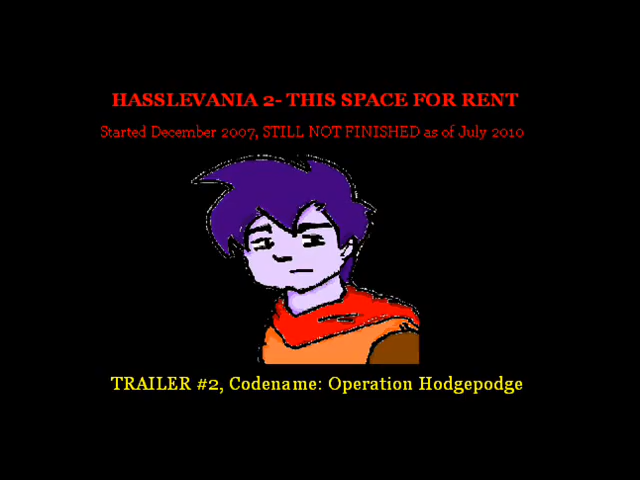 HASSLEVANIA 2- THIS SPACE FOR RENT
Started December 2007, STILL NOT FINISHED as of July 2010
TRAILER #2, Codename: Operation Hodgepodge